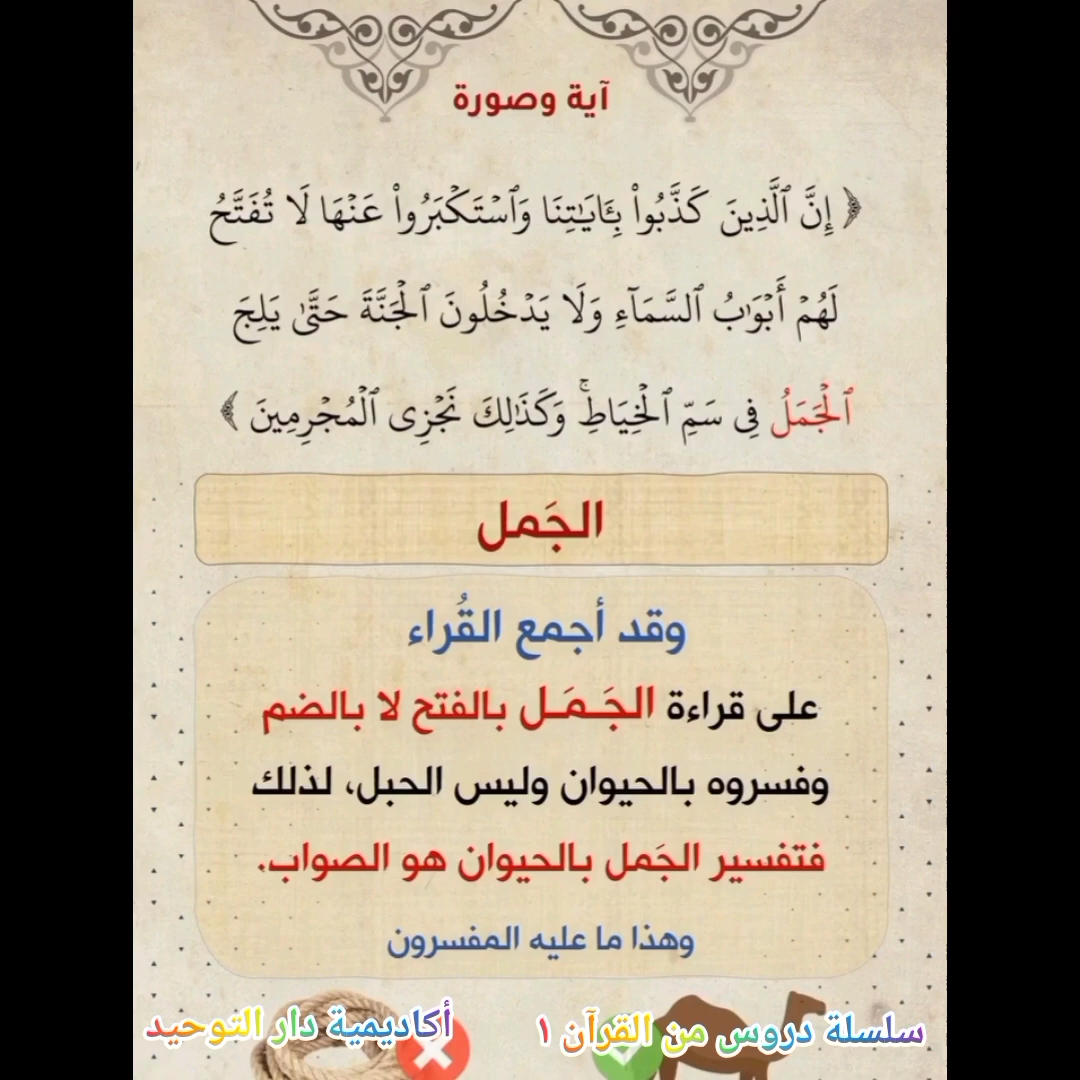 آية وصورة
﴿ إِنَّ ٱلَّذِينَ كَذَّبُوا۟ بِـَٔايَـٰتِنَا وَٱسْتَكْبَرُوا۟ عَنْهَا لَا تُفَتَّحُ
لَهُمْ أَبْوَٰبُ ٱلسَّمَآءِ وَلَا يَدْخُلُونَ ٱلْجَنَّةَ حَتَّىٰ يَلِجَ
ٱلْجَمَلُ فِى سَمِّ ٱلْخِيَاطِ ۚ وَكَذَٰلِكَ نَجْزِى ٱلْمُجْرِمِينَ ﴾
الجَمل
وقد أجمع القُراء
على قراءة الجَـمَـل بالفتح لا بالضم
وفسروه بالحيوان وليس الحبل، لذلك
فتفسير الجَمل بالحيوان هو الصواب.
وهذا ما عليه المفسرون
سلسلة دروس من القرآن ١
أكاديمية دار التوحيد